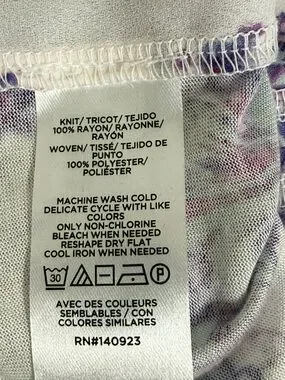 KNIT/ TRICOT/ TEJIDO
100% RAYON/ RAYONNE/
RAYÓN
WOVEN/ TISSÉ/ TEJIDO DE
PUNTO
100% POLYESTER/
POLIÉSTER
MACHINE WASH COLD
DELICATE CYCLE WITH LIKE
COLORS
ONLY NON-CHLORINE
BLEACH WHEN NEEDED
RESHAPE DRY FLAT
COOL IRON WHEN NEEDED
30 P
AVEC DES COULEURS
SEMBLABLES / CON
COLORES SIMILARES
RN#140923